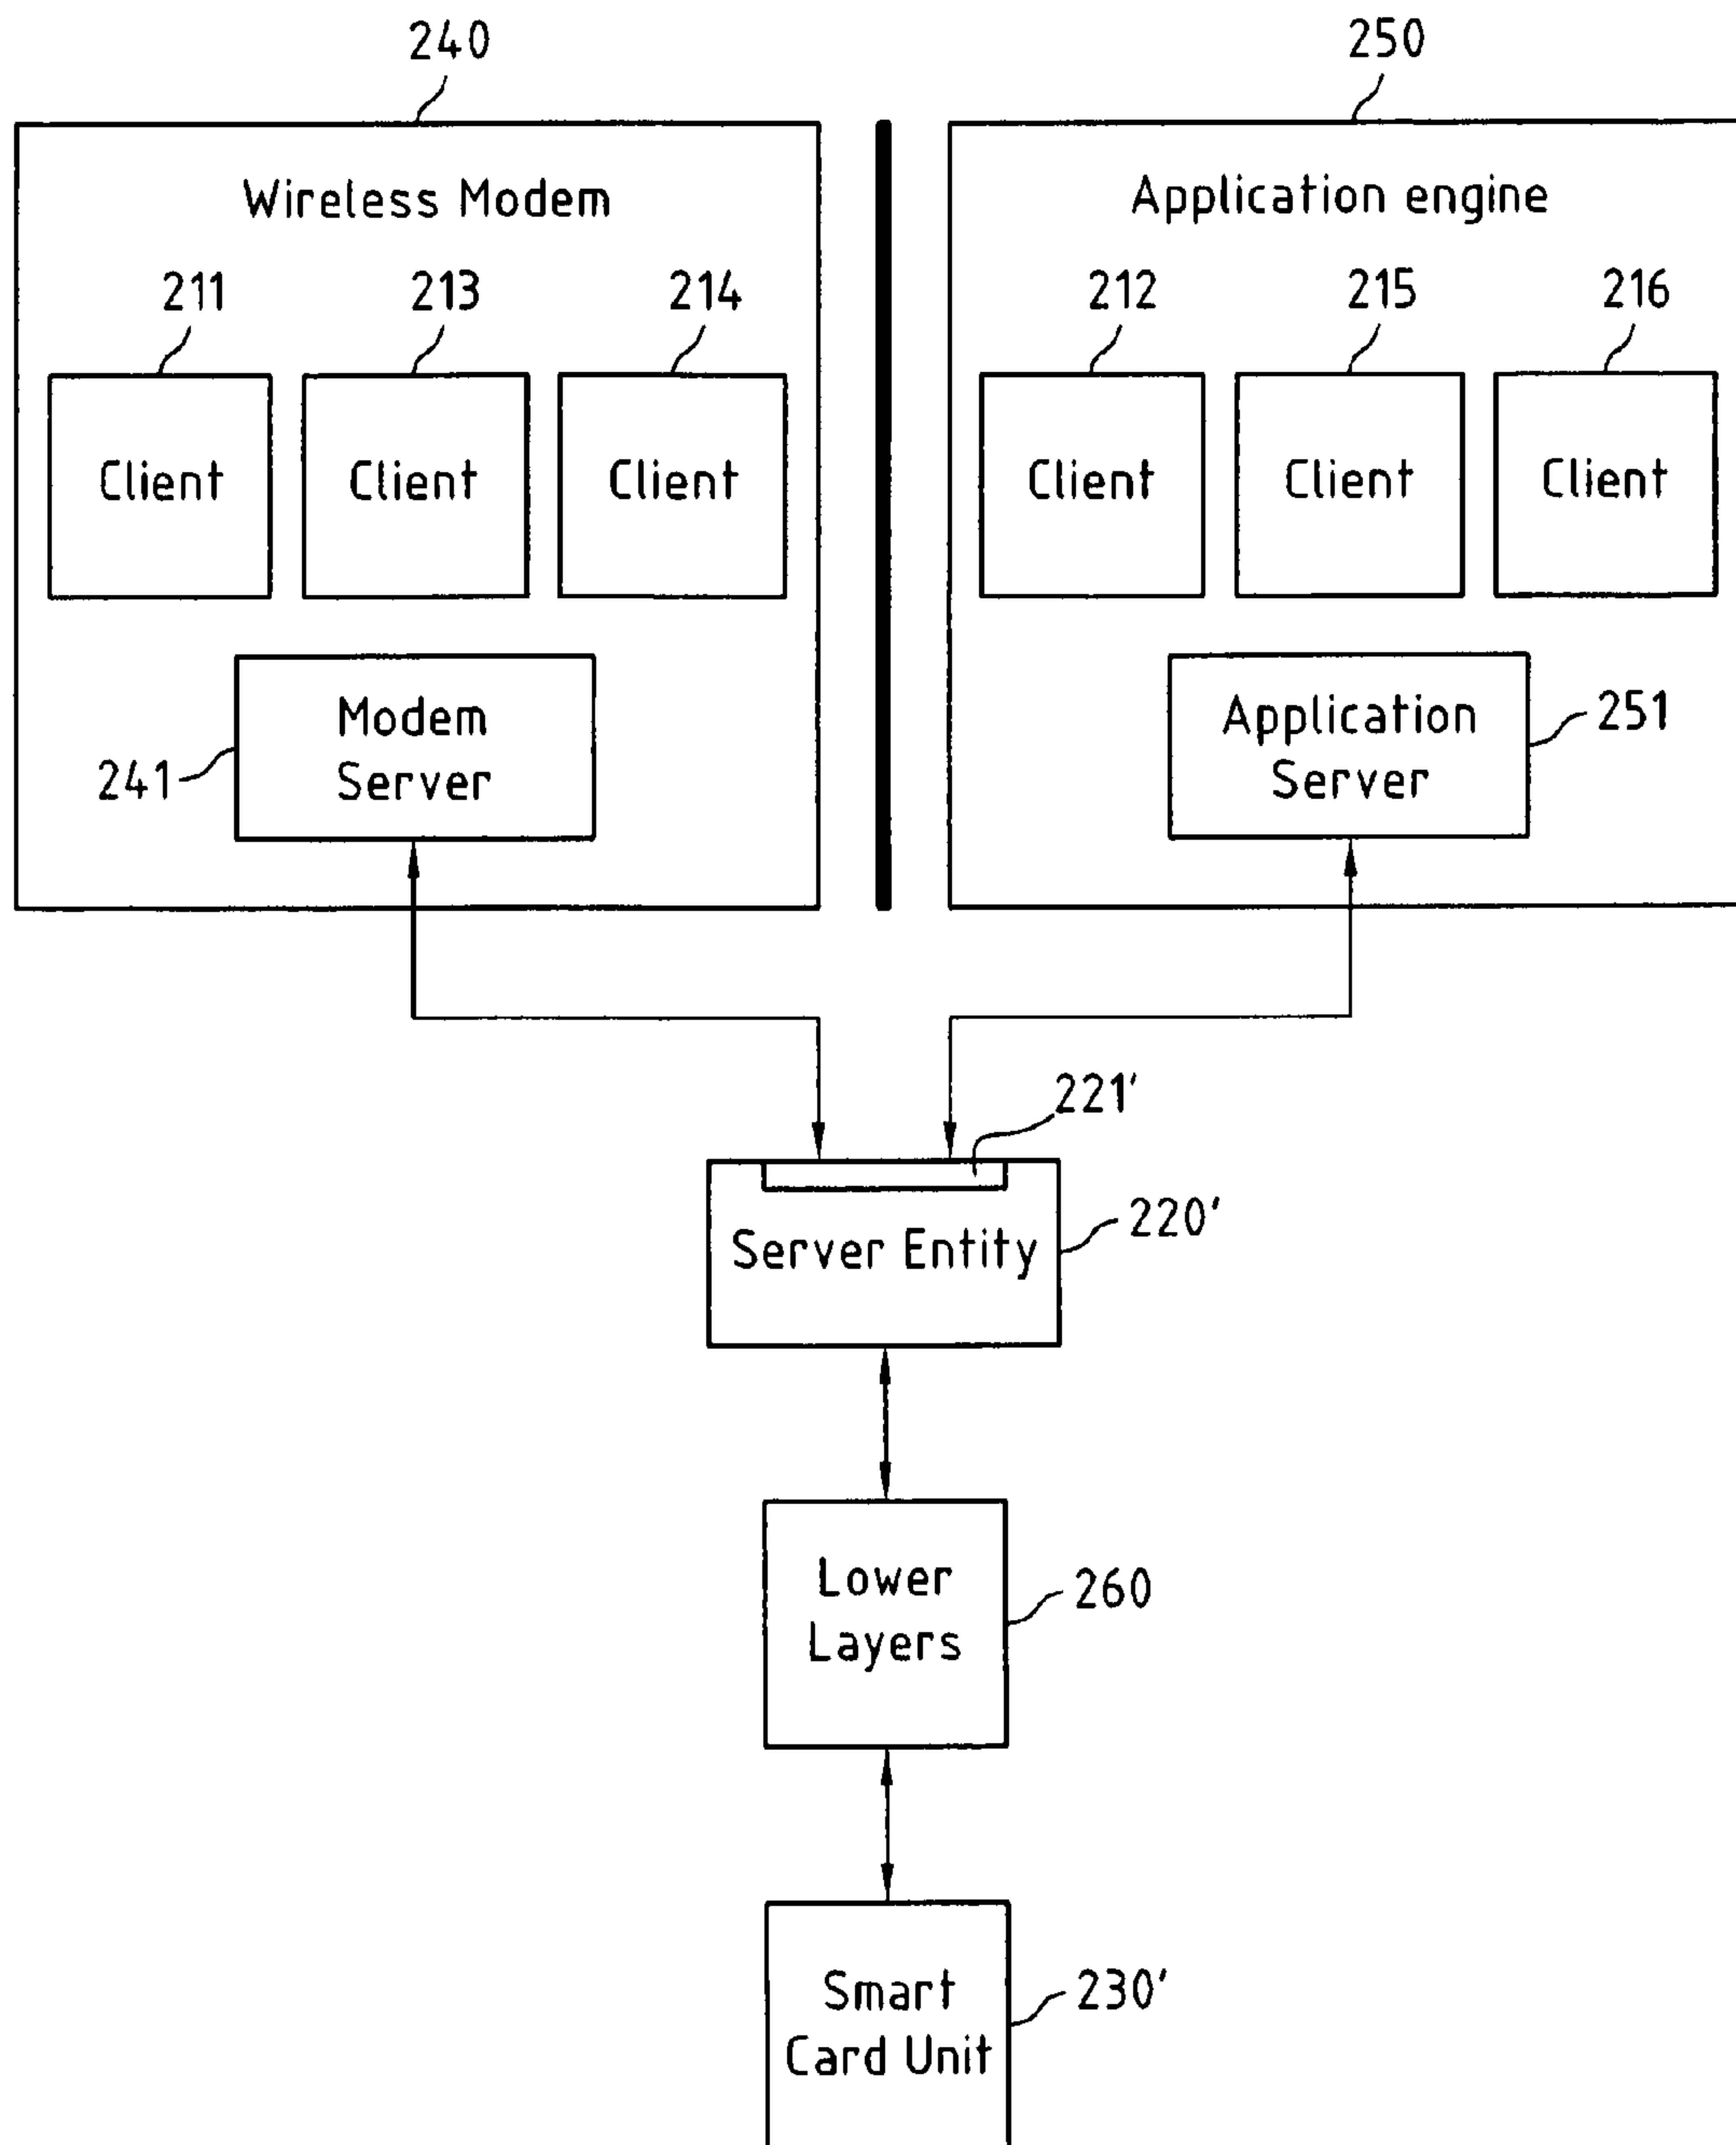 240
250
Wireless Modem
Application engine
211
213
214
212
215
216
Client
Client
Client
Client
Client
Client
Modem
Server
241
Application
Server
251
221'
220'
Server Entity
Lower
Layers
260
Smart
Card Unit
230'